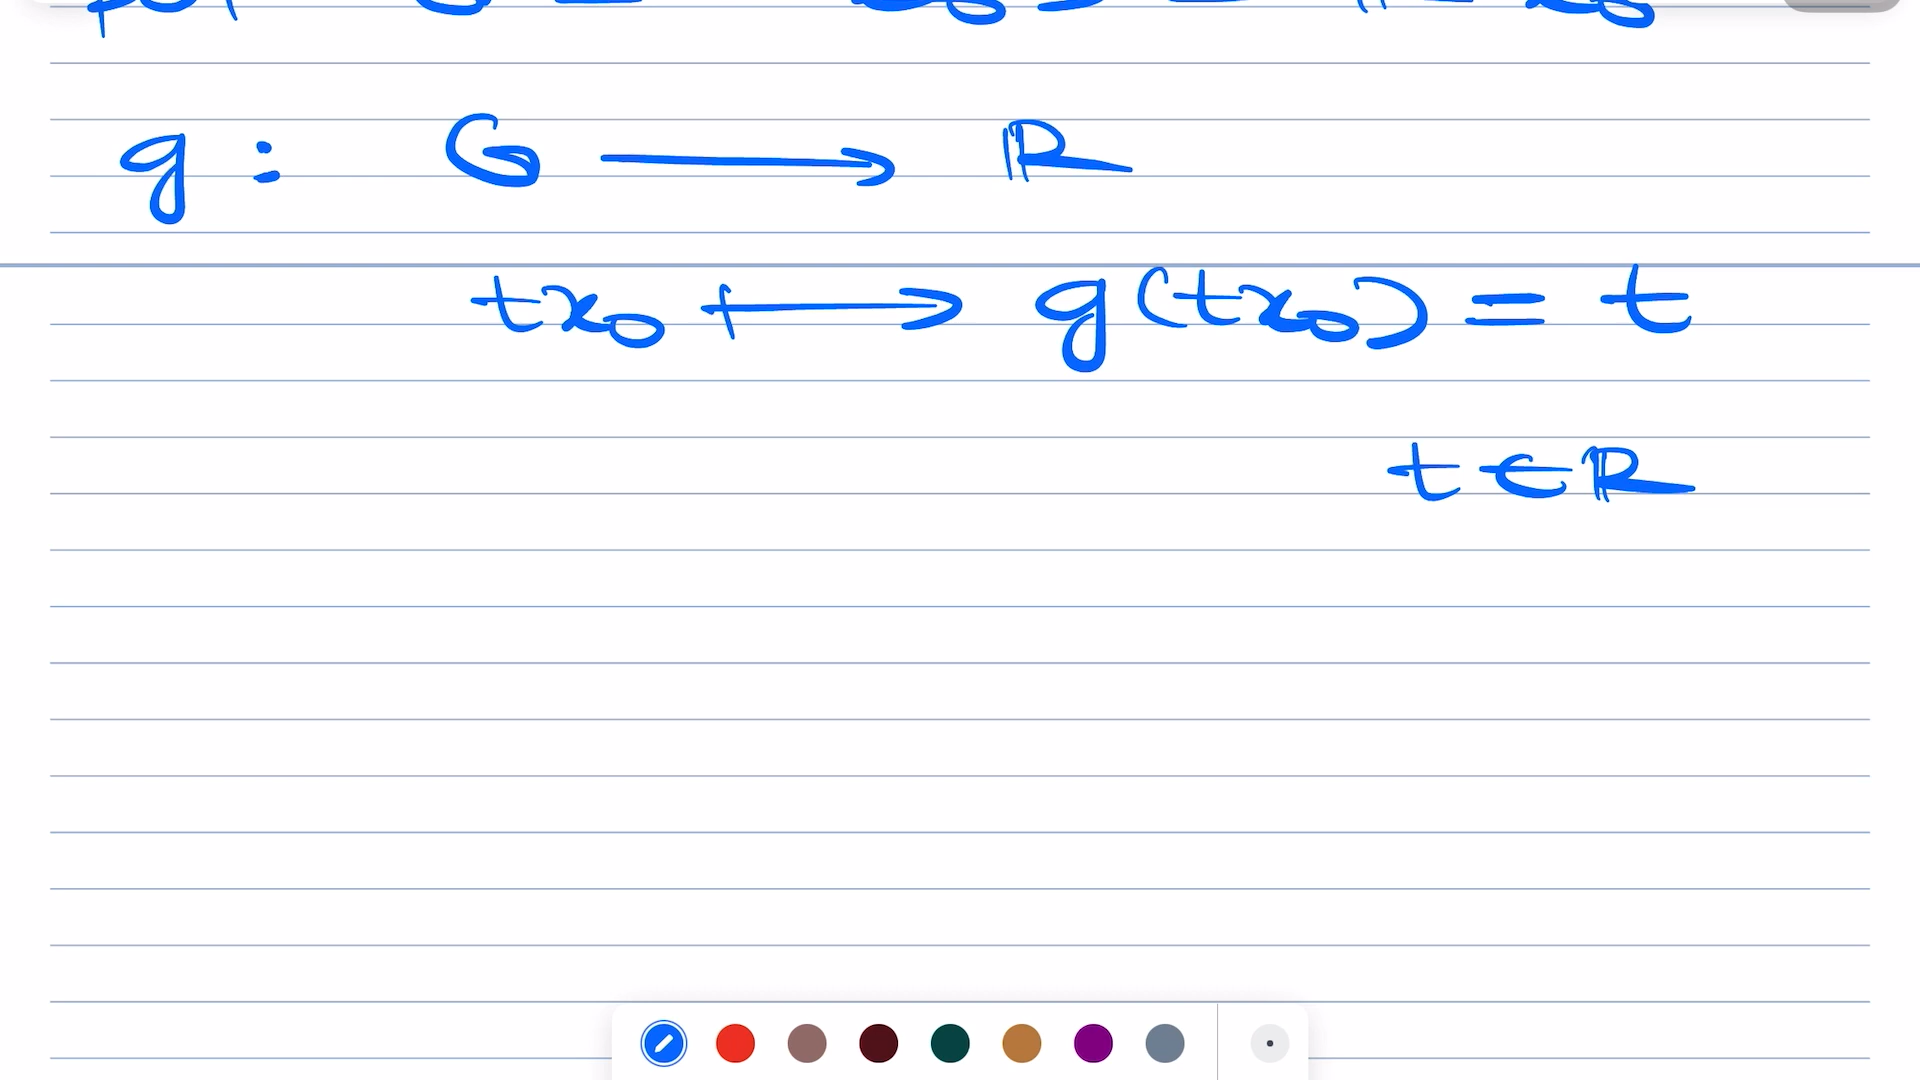 g : G ⟶ ℝ
tx₀ ⟼ g(tx₀) = t
t ∈ ℝ